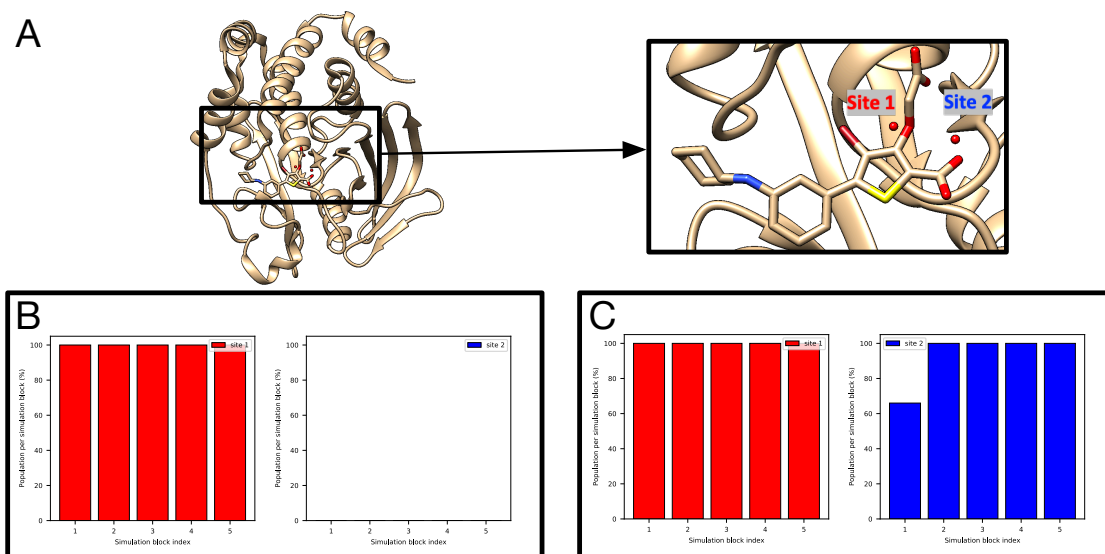 A
Site 1
Site 2
B
Population per simulation block (%)
100
80
60
40
20
0
site 1
1 2 3 4 5
Simulation block index
Population per simulation block (%)
100
80
60
40
20
0
site 2
1 2 3 4 5
Simulation block index
C
Population per simulation block (%)
100
80
60
40
20
0
site 1
1 2 3 4 5
Simulation block index
Population per simulation block (%)
100
80
60
40
20
0
site 2
1 2 3 4 5
Simulation block index